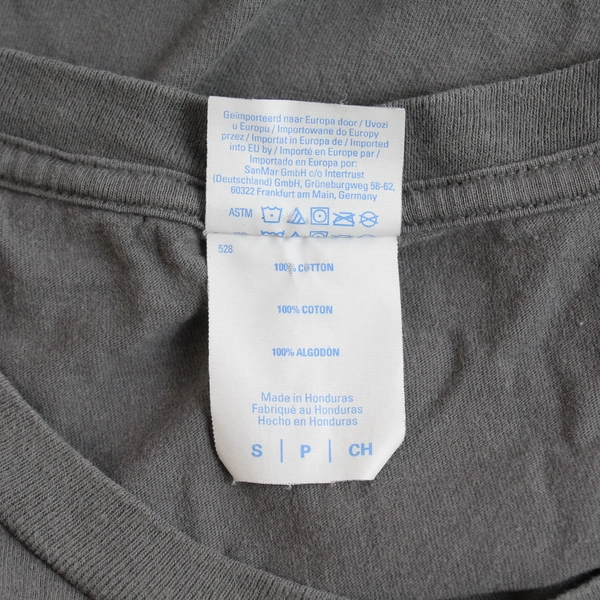 Geïmporteerd naar Europa door / Uvozi
u Europu / Importowane do Europy
przez / Importat in Europa de / Imported
into EU by / Importé en Europe par /
Importado en Europa por:
SanMar GmbH c/o Intertrust
(Deutschland) GmbH, Grüneburgweg 58-62,
60322 Frankfurt am Main, Germany
ASTM
528
100% COTTON
100% COTON
100% ALGODÓN
Made in Honduras
Fabriqué au Honduras
Hecho en Honduras
S | P | CH